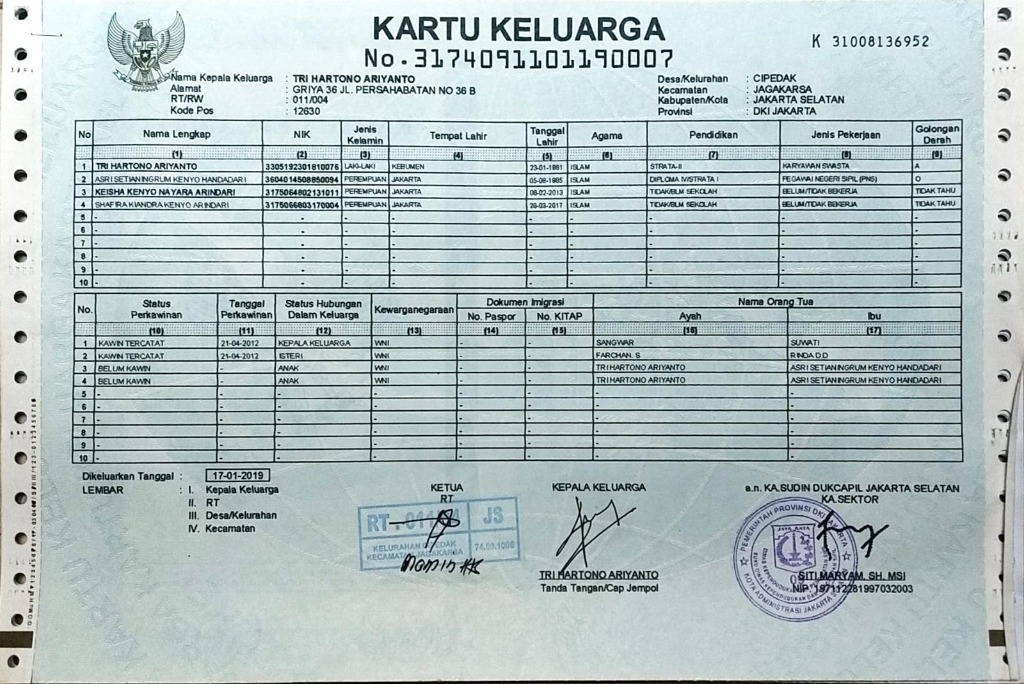 KARTU KELUARGA
No. 3174091101190007
K 31008136952
Nama Kepala Keluarga : TRI HARTONO ARIYANTO
Alamat : GRIYA 36 JL. PERSAHABATAN NO 36 B
RT/RW : 011/004
Kode Pos : 12630
Desa/Kelurahan : CIPEDAK
Kecamatan : JAGAKARSA
Kabupaten/Kota : JAKARTA SELATAN
Provinsi : DKI JAKARTA
No Nama Lengkap NIK Jenis Kelamin Tempat Lahir Tanggal Lahir Agama Pendidikan Jenis Pekerjaan Golongan Darah
(1) (2) (3) (4) (5) (6) (7) (8) (9)
1 TRI HARTONO ARIYANTO 3305192301810076 LAKI-LAKI KEBUMEN 23-01-1981 ISLAM STRATA-II KARYAWAN SWASTA A
2 ASRI SETIANINGRUM KENYO HANDADARI 3604014508850094 PEREMPUAN JAKARTA 05-08-1985 ISLAM DIPLOMA IV/STRATA I PEGAWAI NEGERI SIPIL (PNS) O
3 KEISHA KENYO NAYARA ARINDARI 3175064802131011 PEREMPUAN JAKARTA 08-02-2013 ISLAM TIDAK/BLM SEKOLAH BELUM/TIDAK BEKERJA TIDAK TAHU
4 SHAFIRA KIANDRA KENYO ARINDARI 3175066803170004 PEREMPUAN JAKARTA 28-03-2017 ISLAM TIDAK/BLM SEKOLAH BELUM/TIDAK BEKERJA TIDAK TAHU
5 - - - - - - - - -
6 - - - - - - - - -
7 - - - - - - - - -
8 - - - - - - - - -
9 - - - - - - - - -
10 - - - - - - - - -
No. Status Perkawinan Tanggal Perkawinan Status Hubungan Dalam Keluarga Kewarganegaraan Dokumen Imigrasi Nama Orang Tua
No. Paspor No. KITAP Ayah Ibu
(10) (11) (12) (13) (14) (15) (16) (17)
1 KAWIN TERCATAT 21-04-2012 KEPALA KELUARGA WNI - - SANGWAR SUWATI
2 KAWIN TERCATAT 21-04-2012 ISTERI WNI - - FARCHAN. S RINDA D.D
3 BELUM KAWIN - ANAK WNI - - TRI HARTONO ARIYANTO ASRI SETIANINGRUM KENYO HANDADARI
4 BELUM KAWIN - ANAK WNI - - TRI HARTONO ARIYANTO ASRI SETIANINGRUM KENYO HANDADARI
5 - - - - - - - -
6 - - - - - - - -
7 - - - - - - - -
8 - - - - - - - -
9 - - - - - - - -
10 - - - - - - - -
Dikeluarkan Tanggal : 17-01-2019
LEMBAR : I. Kepala Keluarga
II. RT
III. Desa/Kelurahan
IV. Kecamatan
KETUA
RT
RT. JS
KELURAHAN CIPEDAK
KECAMATAN JAGAKARSA
KEPALA KELUARGA
TRI HARTONO ARIYANTO
Tanda Tangan/Cap Jempol
a.n. KA.SUDIN DUKCAPIL JAKARTA SELATAN
KA.SEKTOR
PEMERINTAH PROVINSI DKI JAKARTA
JAYA RAYA
KOTA ADMINISTRASI JAKARTA
SITI MARYAM, SH. MSI
NIP. 197112281997032003